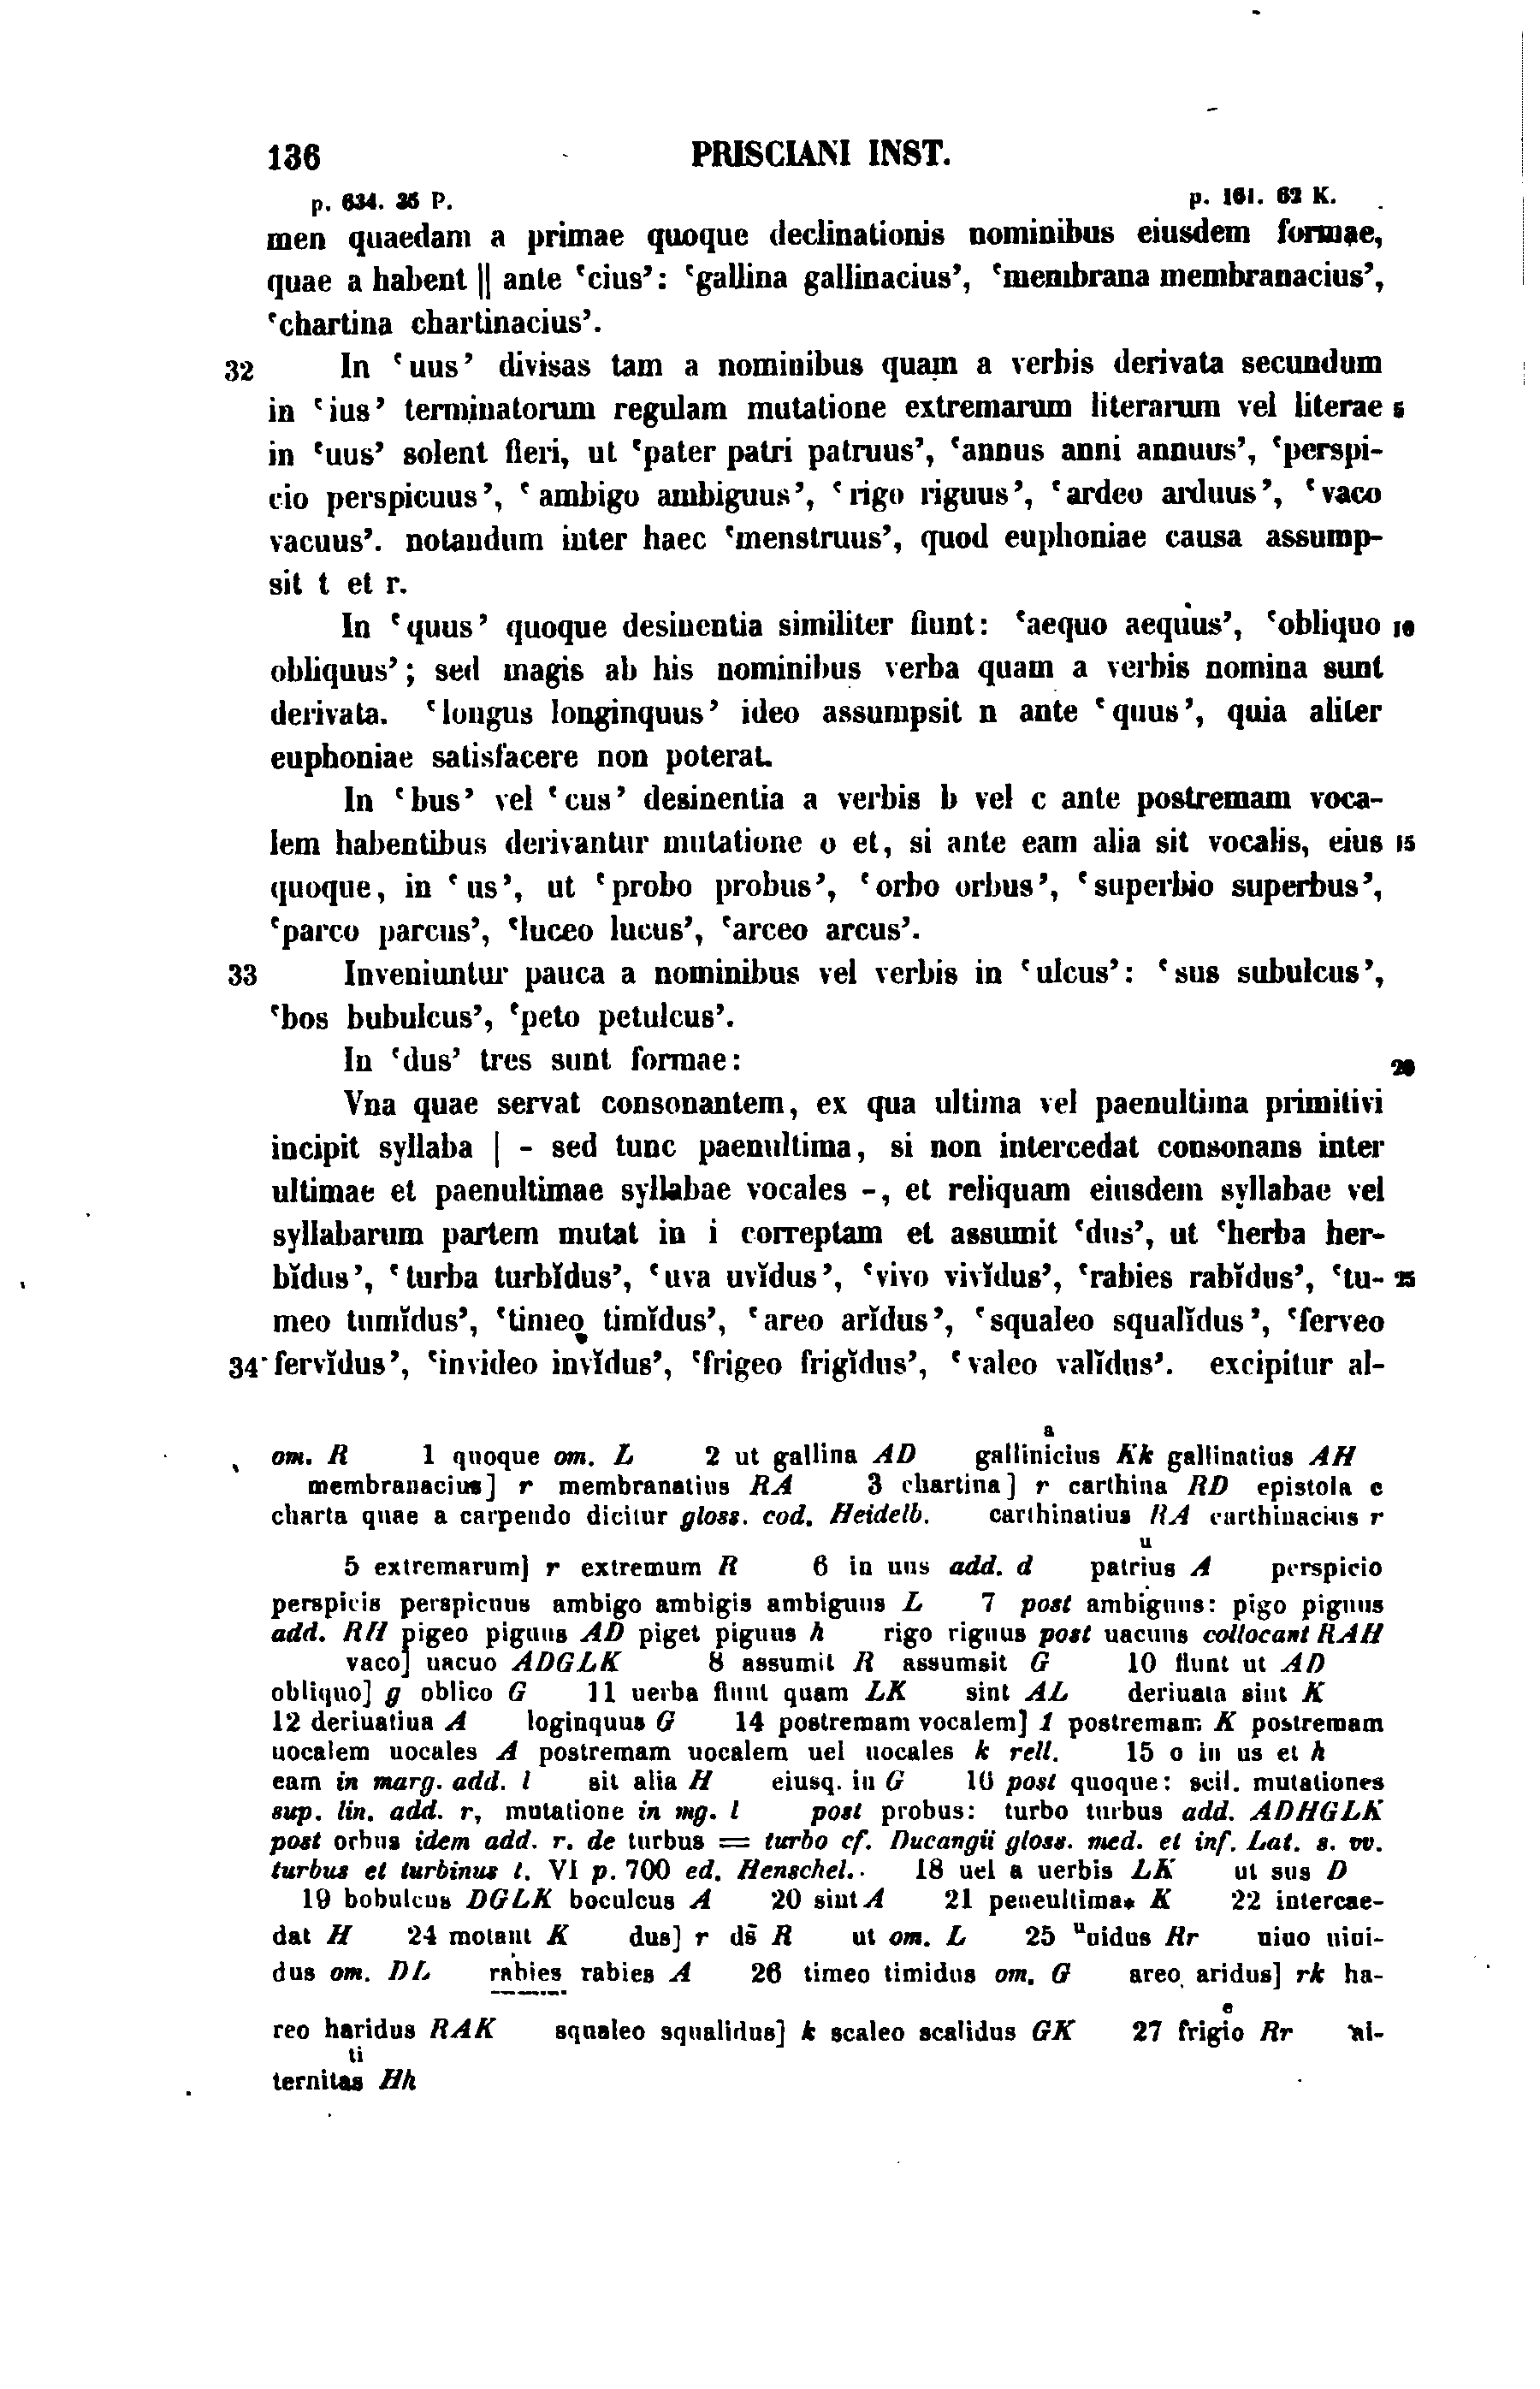 136 PRISCIANI INST.
p. 634. 35 P. p. 161. 62 K.
men quaedam a primae quoque declinationis nominibus eiusdem formae,
quae a habent || ante ‘cius’: ‘gallina gallinacius’, ‘membrana membranacius’,
‘chartina chartinacius’.
32 In ‘uus’ divisas tam a nominibus quam a verbis derivata secundum
in ‘ius’ terminatorum regulam mutatione extremarum literarum vel literae 5
in ‘uus’ solent fieri, ut ‘pater patri patruus’, ‘annus anni annuus’, ‘perspi-
cio perspicuus’, ‘ambigo ambiguus’, ‘rigo riguus’, ‘ardeo arduus’, ‘vaco
vacuus’. notandum inter haec ‘menstruus’, quod euphoniae causa assump-
sit t et r.
In ‘quus’ quoque desinentia similiter fiunt: ‘aequo aequus’, ‘obliquo 10
obliquus’; sed magis ab his nominibus verba quam a verbis nomina sunt
derivata. ‘longus longinquus’ ideo assumpsit n ante ‘quus’, quia aliter
euphoniae satisfacere non poterat.
In ‘bus’ vel ‘cus’ desinentia a verbis b vel c ante postremam voca-
lem habentibus derivantur mutatione o et, si ante eam alia sit vocalis, eius 15
quoque, in ‘us’, ut ‘probo probus’, ‘orbo orbus’, ‘superbio superbus’,
‘parco parcus’, ‘luceo lucus’, ‘arceo arcus’.
33 Inveniuntur pauca a nominibus vel verbis in ‘ulcus’: ‘sus subulcus’,
‘bos bubulcus’, ‘peto petulcus’.
In ‘dus’ tres sunt formae: 20
Vna quae servat consonantem, ex qua ultima vel paenultima primitivi
incipit syllaba | - sed tunc paenultima, si non intercedat consonans inter
ultimae et paenultimae syllabae vocales -, et reliquam eiusdem syllabae vel
syllabarum partem mutat in i correptam et assumit ‘dus’, ut ‘herba her-
bĭdus’, ‘turba turbĭdus’, ‘uva uvĭdus’, ‘vivo vivĭdus’, ‘rabies rabĭdus’, ‘tu- 25
meo tumĭdus’, ‘timeo timĭdus’, ‘areo arĭdus’, ‘squaleo squalĭdus’, ‘ferveo
34 fervĭdus’, ‘invideo invĭdus’, ‘frigeo frigĭdus’, ‘valeo valĭdus’. excipitur al-
a
om. R 1 quoque om. L 2 ut gallina AD gallinicius Kk gallinatius AH
membranacius] r membranatius RA 3 chartina] r carthina RD epistola c
charta quae a carpendo dicitur gloss. cod. Heidelb. carthinatius RA carthinacius r
u
5 extremarum] r extremum R 6 in uus add. d patrius A perspicio
perspicis perspicuus ambigo ambigis ambiguus L 7 post ambiguus: pigo piguus
add. RH pigeo piguus AD piget piguus h rigo riguus post uacuus collocant RAH
vaco] uacuo ADGLK 8 assumit R assumsit G 10 fiunt ut AD
obliquo] g oblico G 11 uerba fiunt quam LK sint AL deriuata sint K
12 deriuatiua A loginquus G 14 postremam vocalem] l postremam K postremam
uocalem uocales A postremam uocalem uel uocales k rell. 15 o in us et h
eam in marg. add. l sit alia H eiusq. in G 16 post quoque: scil. mutationes
sup. lin. add. r, mutatione in mg. l post probus: turbo turbus add. ADHGLK
post orbus idem add. r. de turbus = turbo cf. Ducangii gloss. med. et inf. Lat. s. vv.
turbus et turbinus t. VI p. 700 ed. Henschel. 18 uel a uerbis LK ut sus D
19 bobulcus DGLK boculcus A 20 sint A 21 peneultima* K 22 intercae-
dat H 24 motant K dus] r ds̄ R ut om. L 25 ᵘuidus Rr uiuo uiui-
dus om. DL rabies rabies A 26 timeo timidus om. G areo aridus] rk ha-
e
reo haridus RAK squaleo squalidus] k scaleo scalidus GK 27 frigio Rr ni-
ti
ternitas Hh